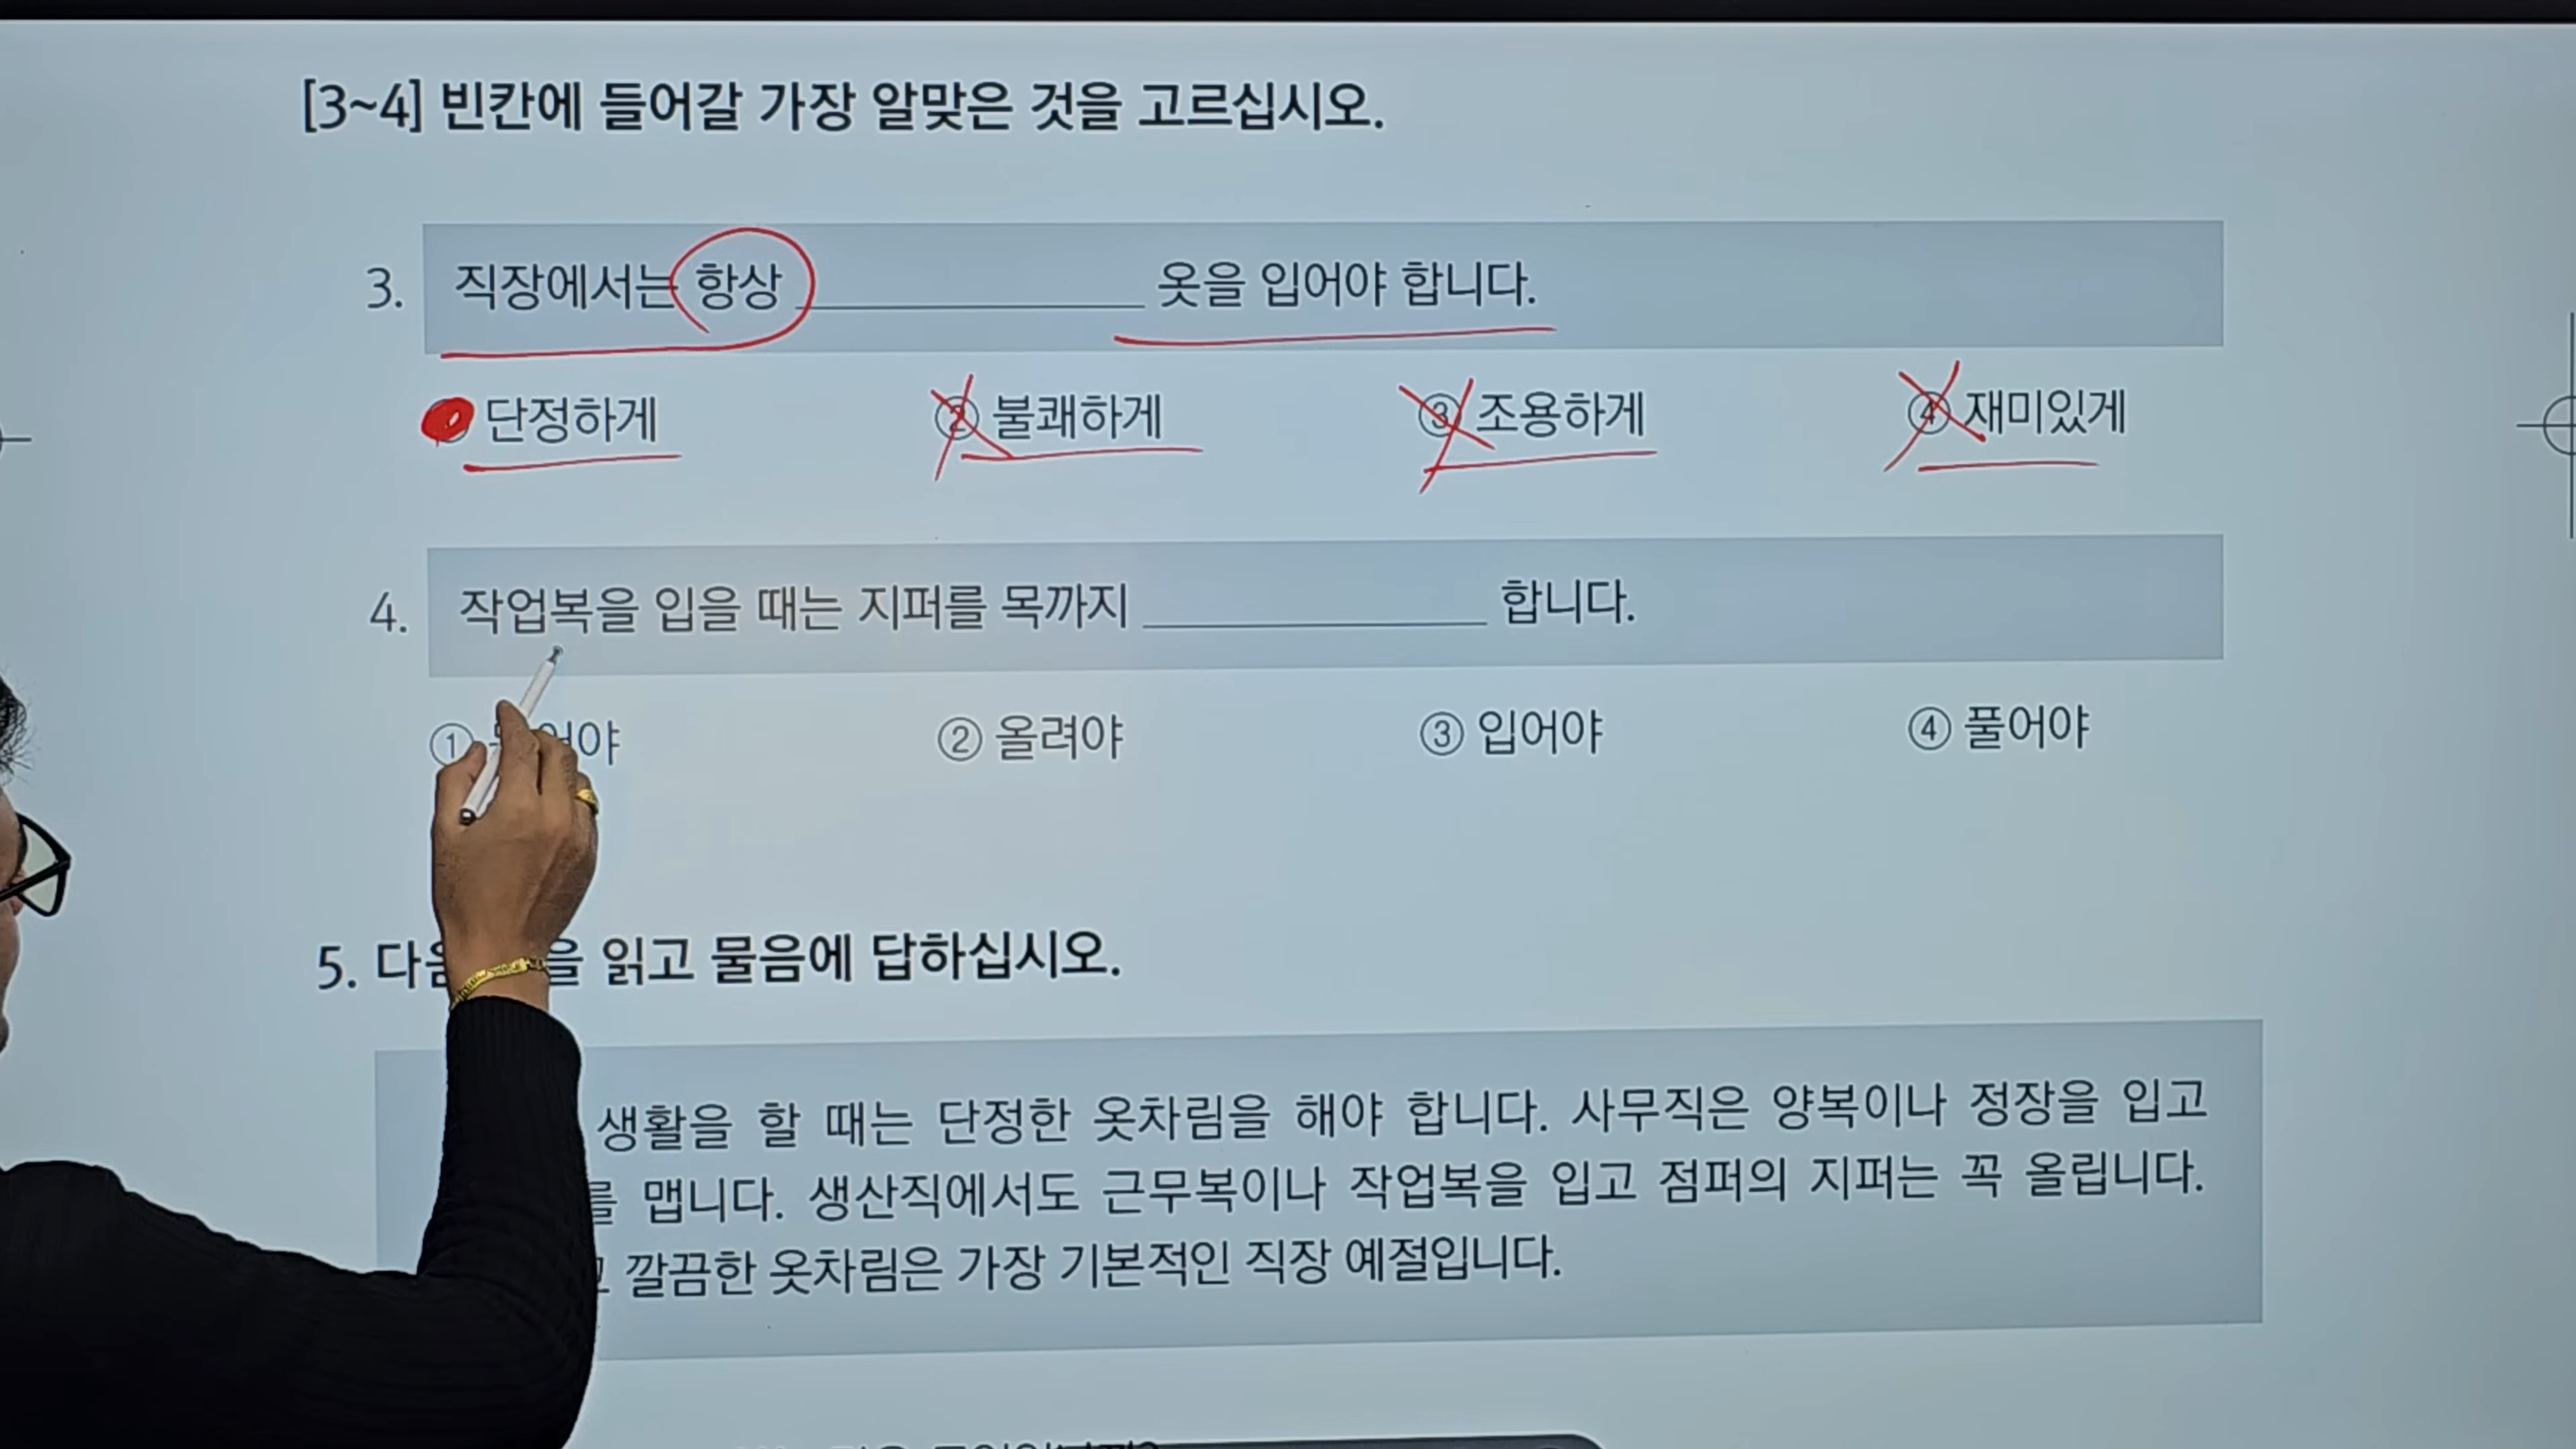 [3~4] 빈칸에 들어갈 가장 알맞은 것을 고르십시오.
3. 직장에서는 항상 __________ 옷을 입어야 합니다.
① 단정하게 ② 불쾌하게 ③ 조용하게 ④ 재미있게
4. 작업복을 입을 때는 지퍼를 목까지 __________ 합니다.
① ② 올려야 ③ 입어야 ④ 풀어야
5. 읽고 물음에 답하십시오.
생활을 할 때는 단정한 옷차림을 해야 합니다. 사무직은 양복이나 정장을 입고
를 맵니다. 생산직에서도 근무복이나 작업복을 입고 점퍼의 지퍼는 꼭 올립니다.
깔끔한 옷차림은 가장 기본적인 직장 예절입니다.